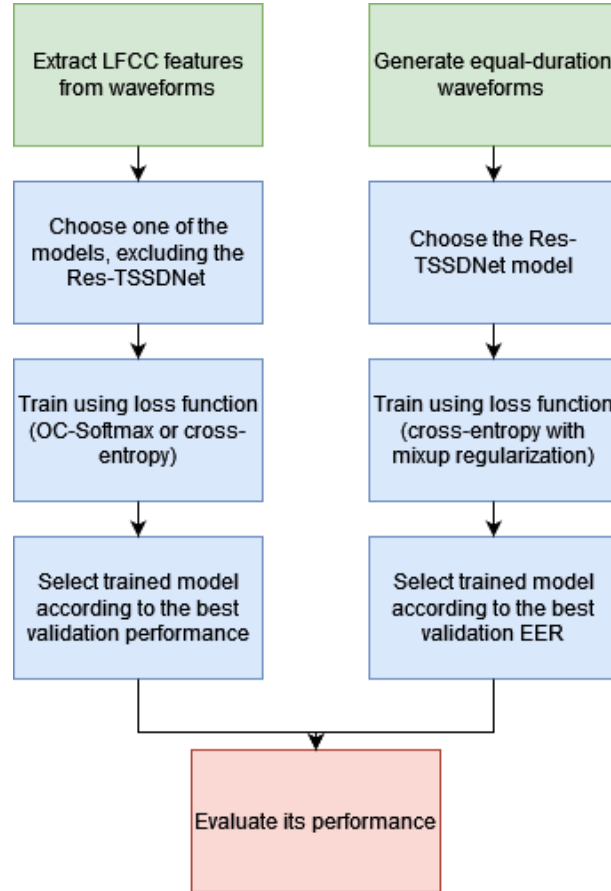 Extract LFCC features
from waveforms
Generate equal-duration
waveforms
Choose one of the
models, excluding the
Res-TSSDNet
Choose the Res-
TSSDNet model
Train using loss function
(OC-Softmax or cross-
entropy)
Train using loss function
(cross-entropy with
mixup regularization)
Select trained model
according to the best
validation performance
Select trained model
according to the best
validation EER
Evaluate its performance